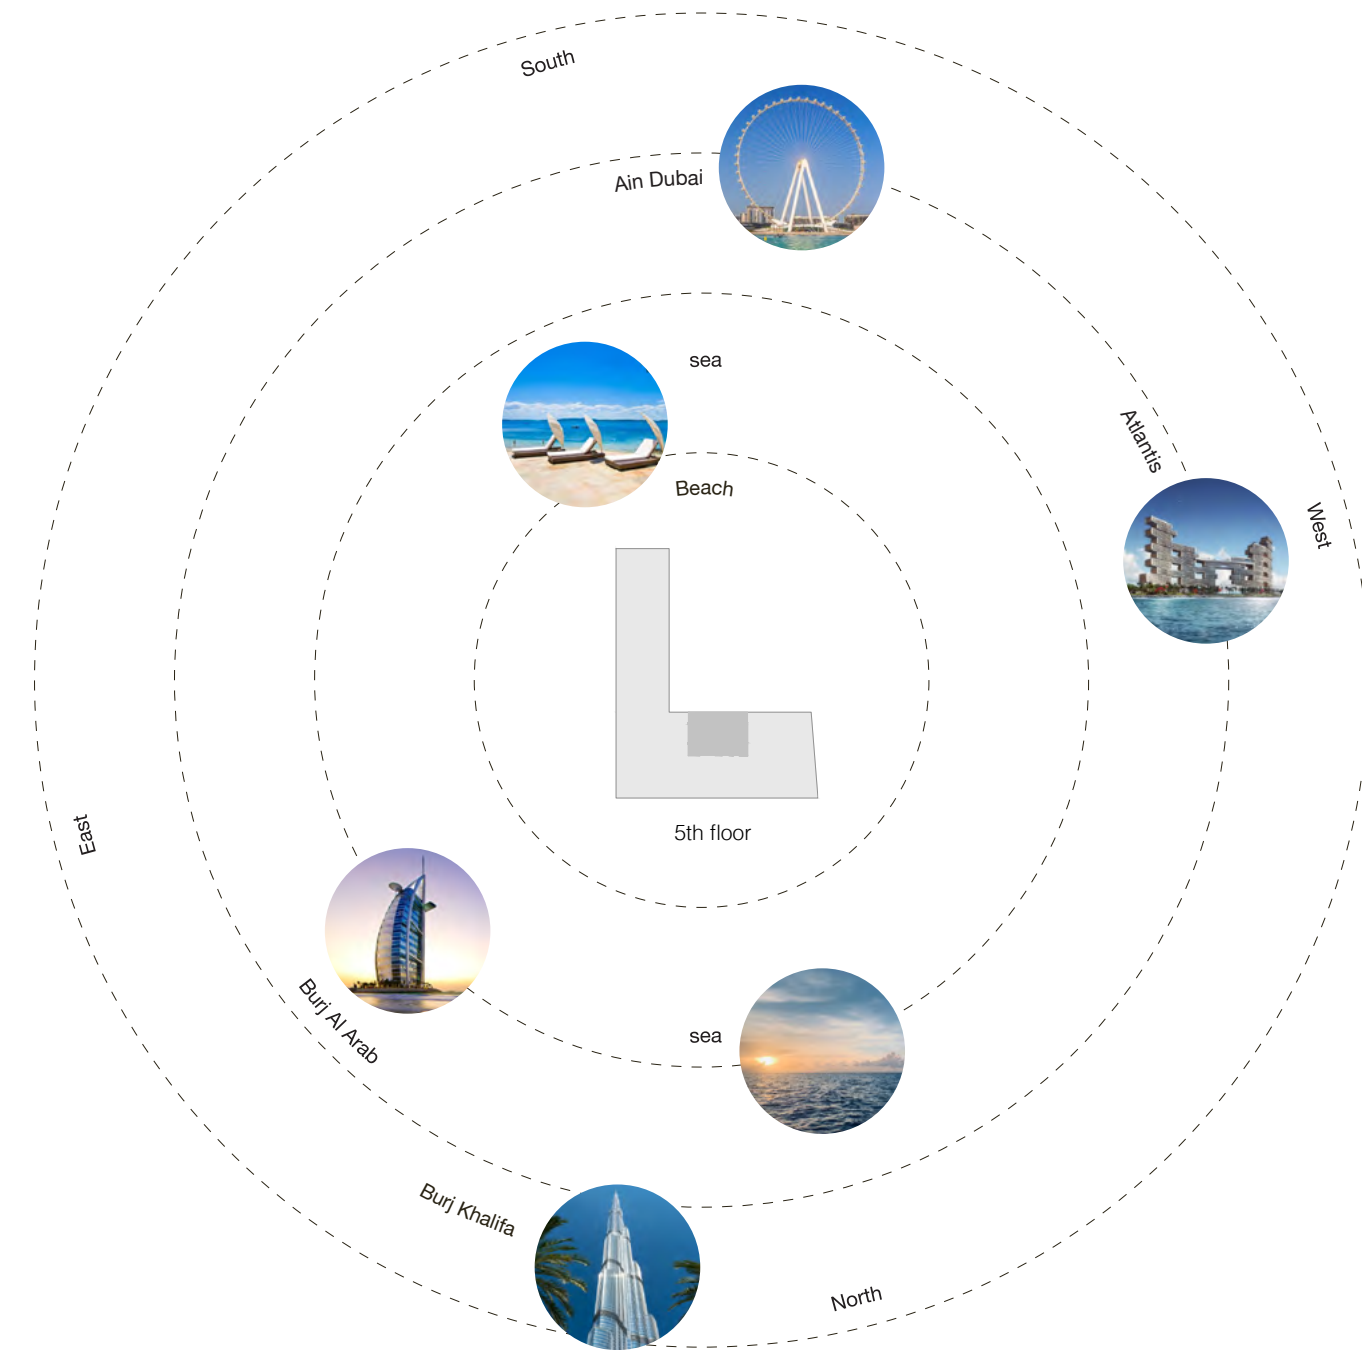 South
Ain Dubai
sea
Atlantis
Beach
West
East
5th floor
Burj Al Arab
sea
Burj Khalifa
North